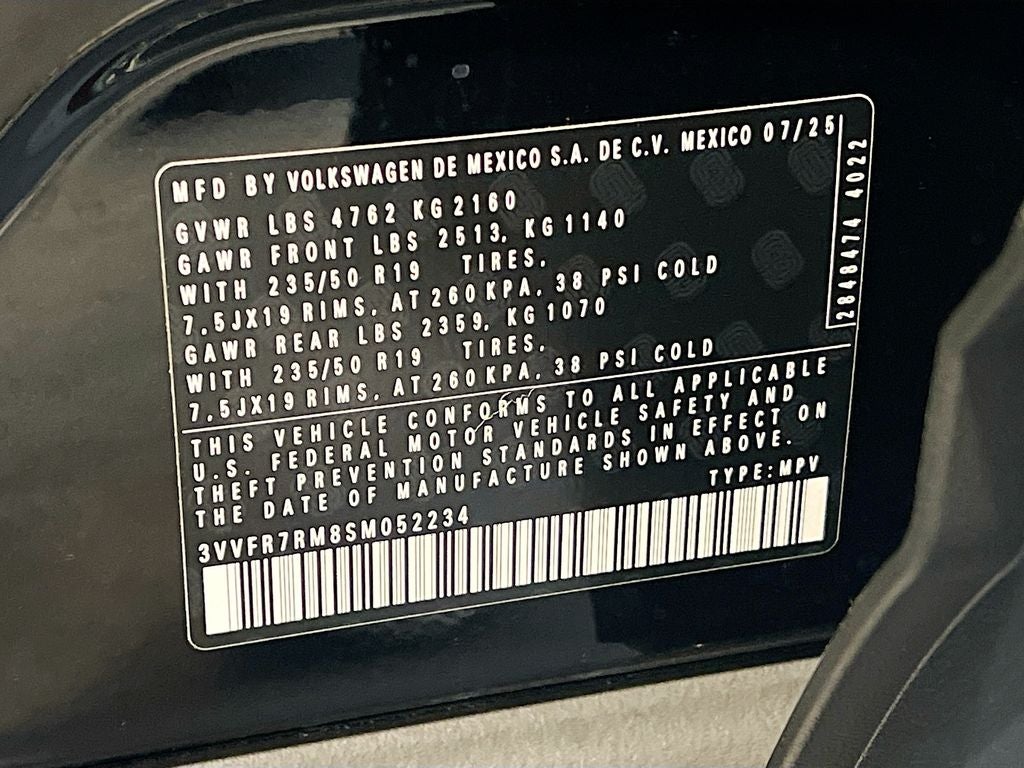 MFD BY VOLKSWAGEN DE MEXICO S.A. DE C.V. MEXICO 07/25
GVWR LBS 4762 KG 2160
GAWR FRONT LBS 2513, KG 1140
WITH 235/50 R19 TIRES,
7,5JX19 RIMS, AT 260 KPA, 38 PSI COLD
GAWR REAR LBS 2359, KG 1070
WITH 235/50 R19 TIRES,
7,5JX19 RIMS, AT 260 KPA, 38 PSI COLD
2848474 4022
THIS VEHICLE CONFORMS TO ALL APPLICABLE
U.S. FEDERAL MOTOR VEHICLE SAFETY AND
THEFT PREVENTION STANDARDS IN EFFECT ON
THE DATE OF MANUFACTURE SHOWN ABOVE.
TYPE:MPV
3VVFR7RM8SM052234